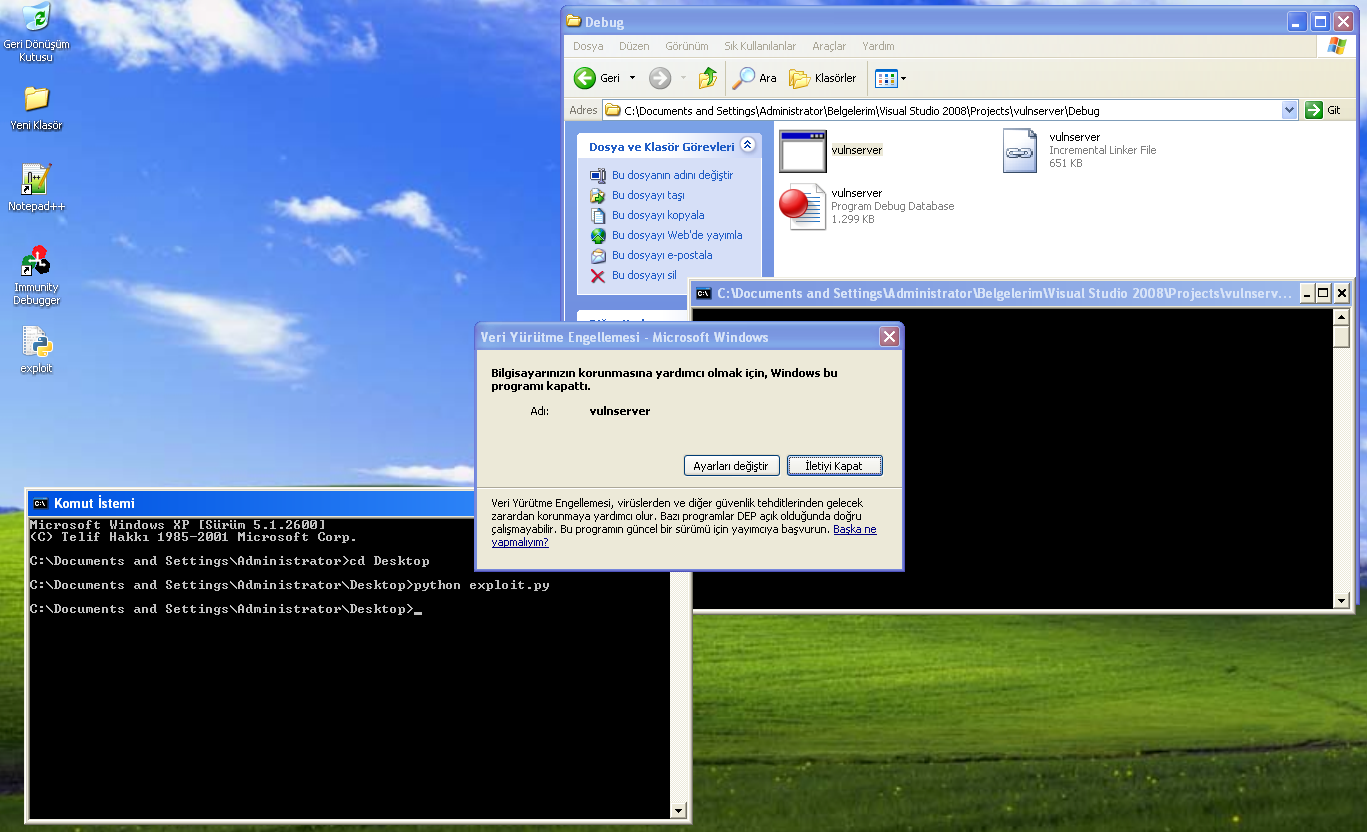 Geri Dönüşüm
Kutusu
Yeni Klasör
Notepad++
Immunity
Debugger
exploit
Debug
Dosya Düzen Görünüm Sık Kullanılanlar Araçlar Yardım
Geri Ara Klasörler
Adres C:\Documents and Settings\Administrator\Belgelerim\Visual Studio 2008\Projects\vulnserver\Debug Git
Dosya ve Klasör Görevleri
Bu dosyanın adını değiştir
Bu dosyayı taşı
Bu dosyayı kopyala
Bu dosyayı Web'de yayımla
Bu dosyayı e-postala
Bu dosyayı sil
vulnserver
vulnserver
Incremental Linker File
651 KB
vulnserver
Program Debug Database
1.299 KB
C:\Documents and Settings\Administrator\Belgelerim\Visual Studio 2008\Projects\vulnserv...
Veri Yürütme Engellemesi - Microsoft Windows
Bilgisayarınızın korunmasına yardımcı olmak için, Windows bu
programı kapattı.
Adı: vulnserver
Ayarları değiştir İletiyi Kapat
Veri Yürütme Engellemesi, virüslerden ve diğer güvenlik tehditlerinden gelecek
zarardan korunmaya yardımcı olur. Bazı programlar DEP açık olduğunda doğru
çalışmayabilir. Bu programın güncel bir sürümü için yayımcıya başvurun. Başka ne
yapmalıyım?
Komut İstemi
Microsoft Windows XP [Sürüm 5.1.2600]
(C) Telif Hakkı 1985-2001 Microsoft Corp.
C:\Documents and Settings\Administrator>cd Desktop
C:\Documents and Settings\Administrator\Desktop>python exploit.py
C:\Documents and Settings\Administrator\Desktop>_